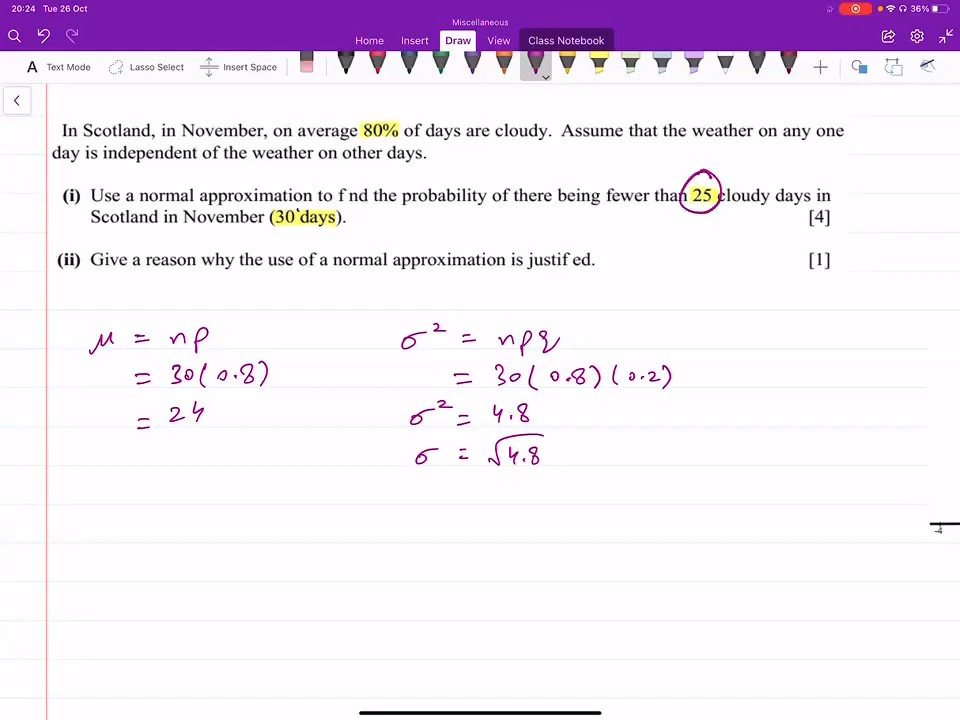 20:24 Tue 26 Oct
36%
Miscellaneous
Home Insert Draw View Class Notebook
A Text Mode Lasso Select Insert Space
In Scotland, in November, on average 80% of days are cloudy. Assume that the weather on any one
day is independent of the weather on other days.
(i) Use a normal approximation to f nd the probability of there being fewer than 25 cloudy days in
Scotland in November (30 days). [4]
(ii) Give a reason why the use of a normal approximation is justif ed. [1]
μ = np σ² = npq
= 30(0.8) = 30(0.8)(0.2)
= 24 σ² = 4.8
σ = √4.8
-4